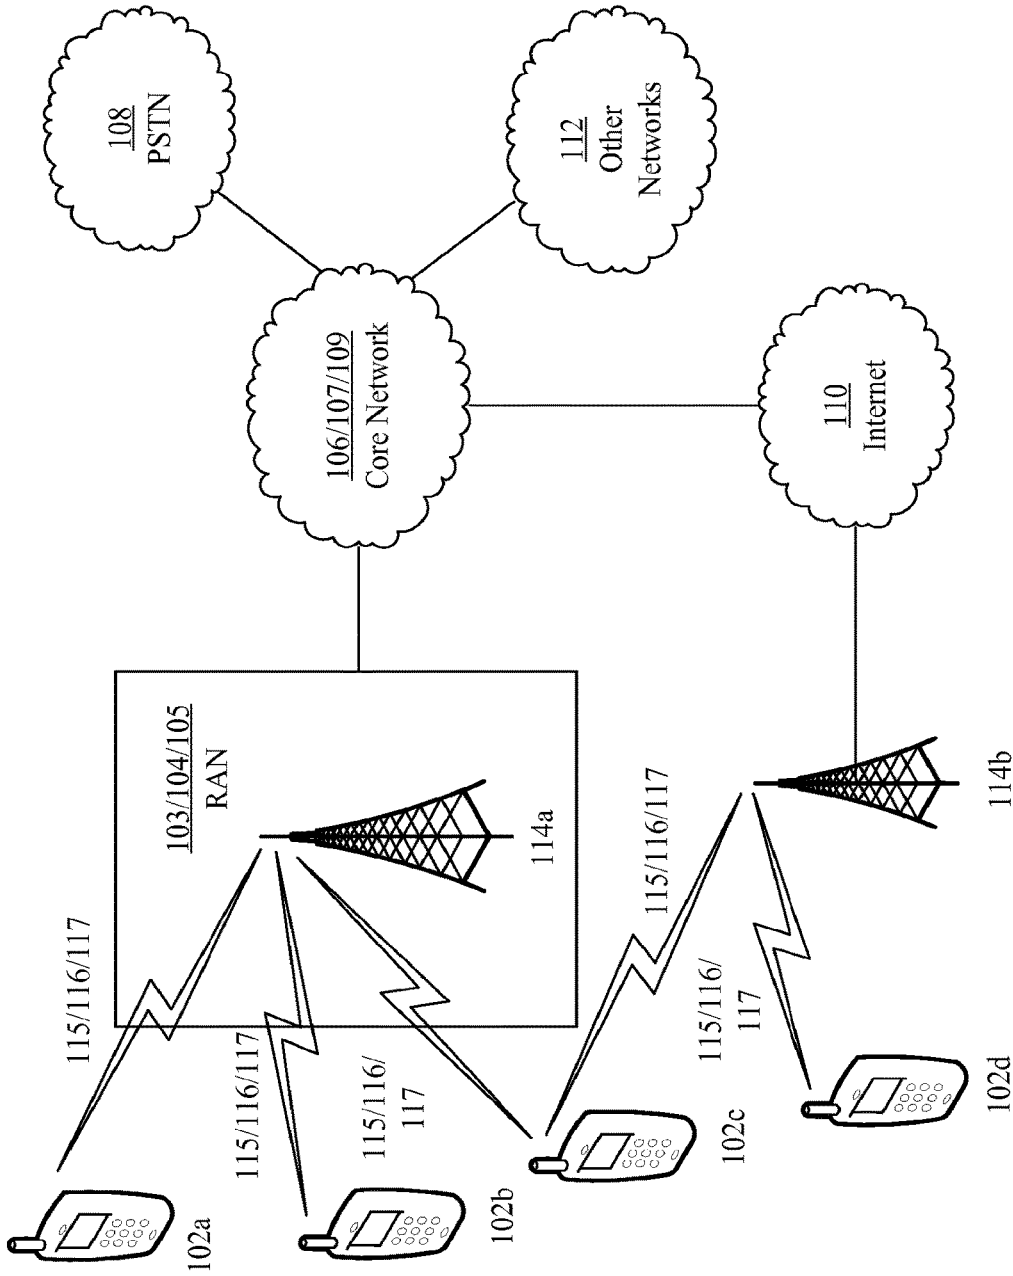 108
PSTN
112
Other
Networks
106/107/109
Core Network
110
Internet
103/104/105
RAN
114a
114b
115/116/117
115/116/117
115/116/
117
115/116/117
115/116/
117
102a
102b
102c
102d